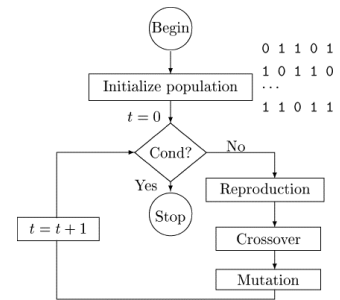 Begin
0 1 1 0 1
Initialize population
1 0 1 1 0
...
1 1 0 1 1
t = 0
Cond?
No
Yes
Reproduction
Stop
t = t + 1
Crossover
Mutation